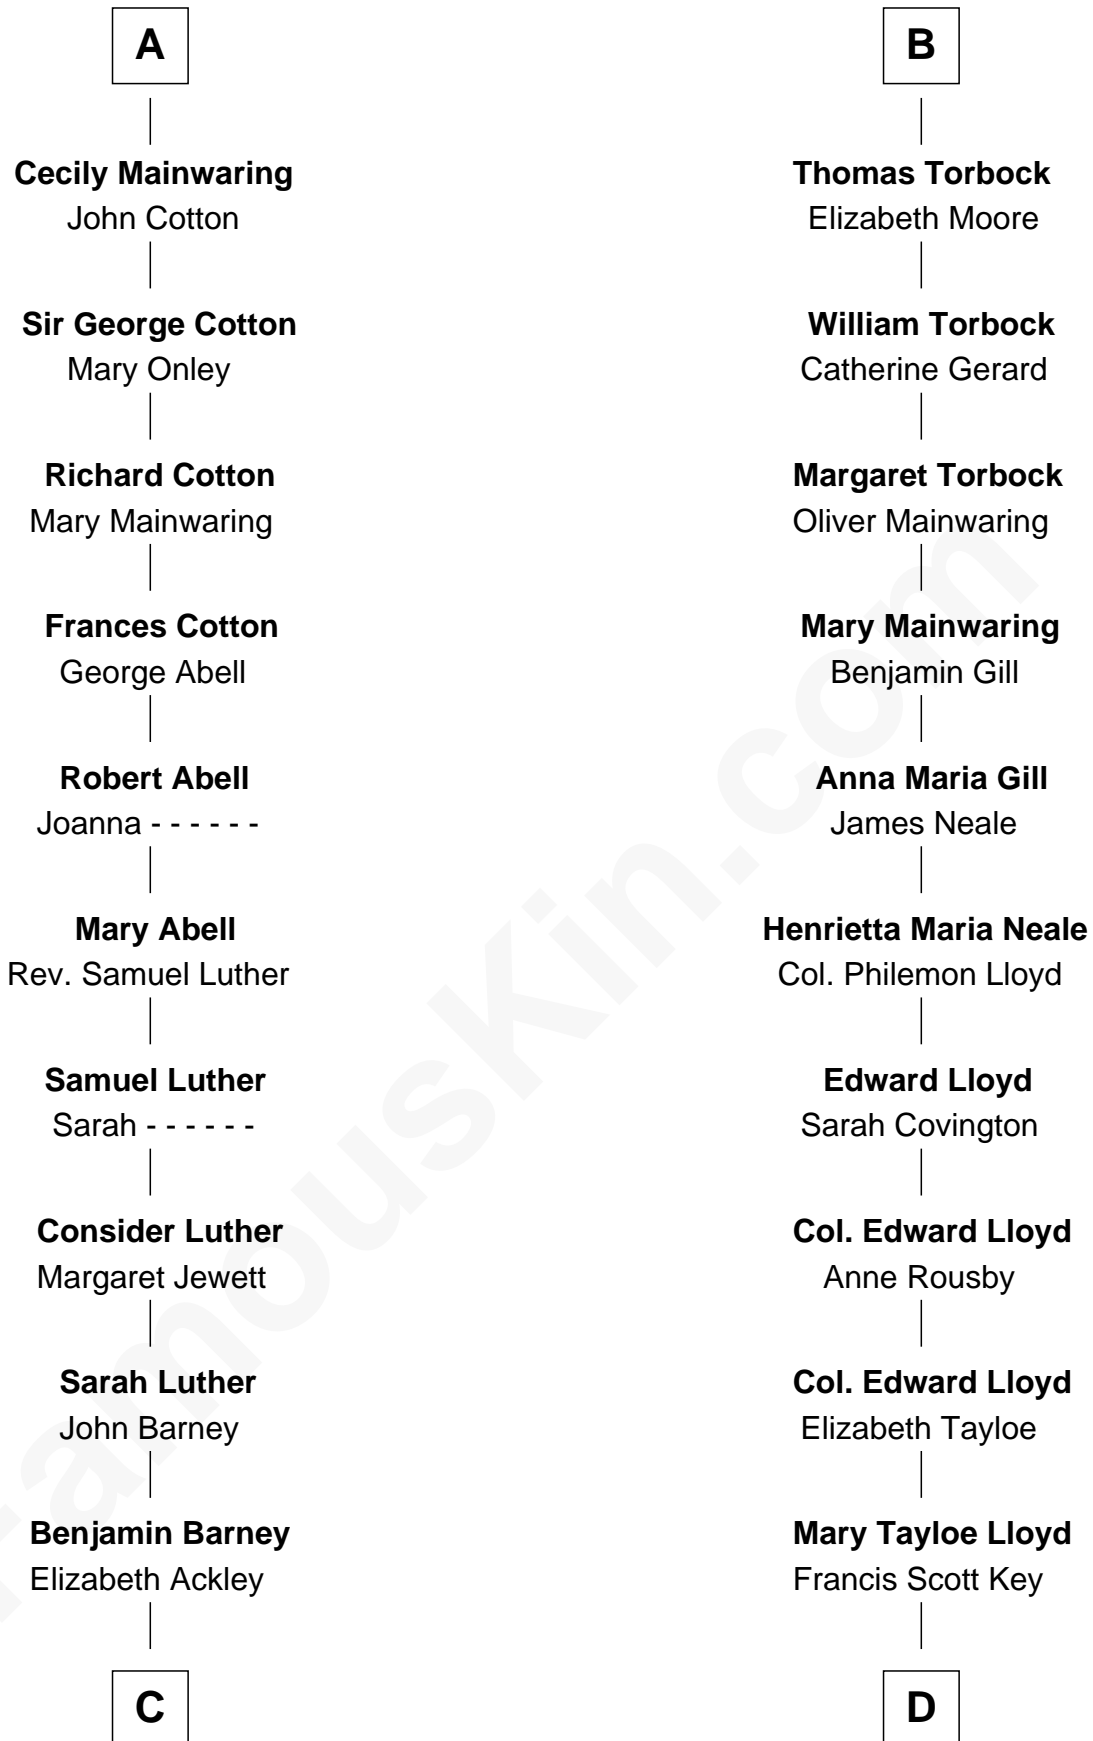 A
Cecily Mainwaring
John Cotton
Sir George Cotton
Mary Onley
Richard Cotton
Mary Mainwaring
Frances Cotton
George Abell
Robert Abell
Joanna - - - - - -
Mary Abell
Rev. Samuel Luther
Samuel Luther
Sarah - - - - - -
Consider Luther
Margaret Jewett
Sarah Luther
John Barney
Benjamin Barney
Elizabeth Ackley
C
B
Thomas Torbock
Elizabeth Moore
William Torbock
Catherine Gerard
Margaret Torbock
Oliver Mainwaring
Mary Mainwaring
Benjamin Gill
Anna Maria Gill
James Neale
Henrietta Maria Neale
Col. Philemon Lloyd
Edward Lloyd
Sarah Covington
Col. Edward Lloyd
Anne Rousby
Col. Edward Lloyd
Elizabeth Tayloe
Mary Tayloe Lloyd
Francis Scott Key
D
FamousKin.com